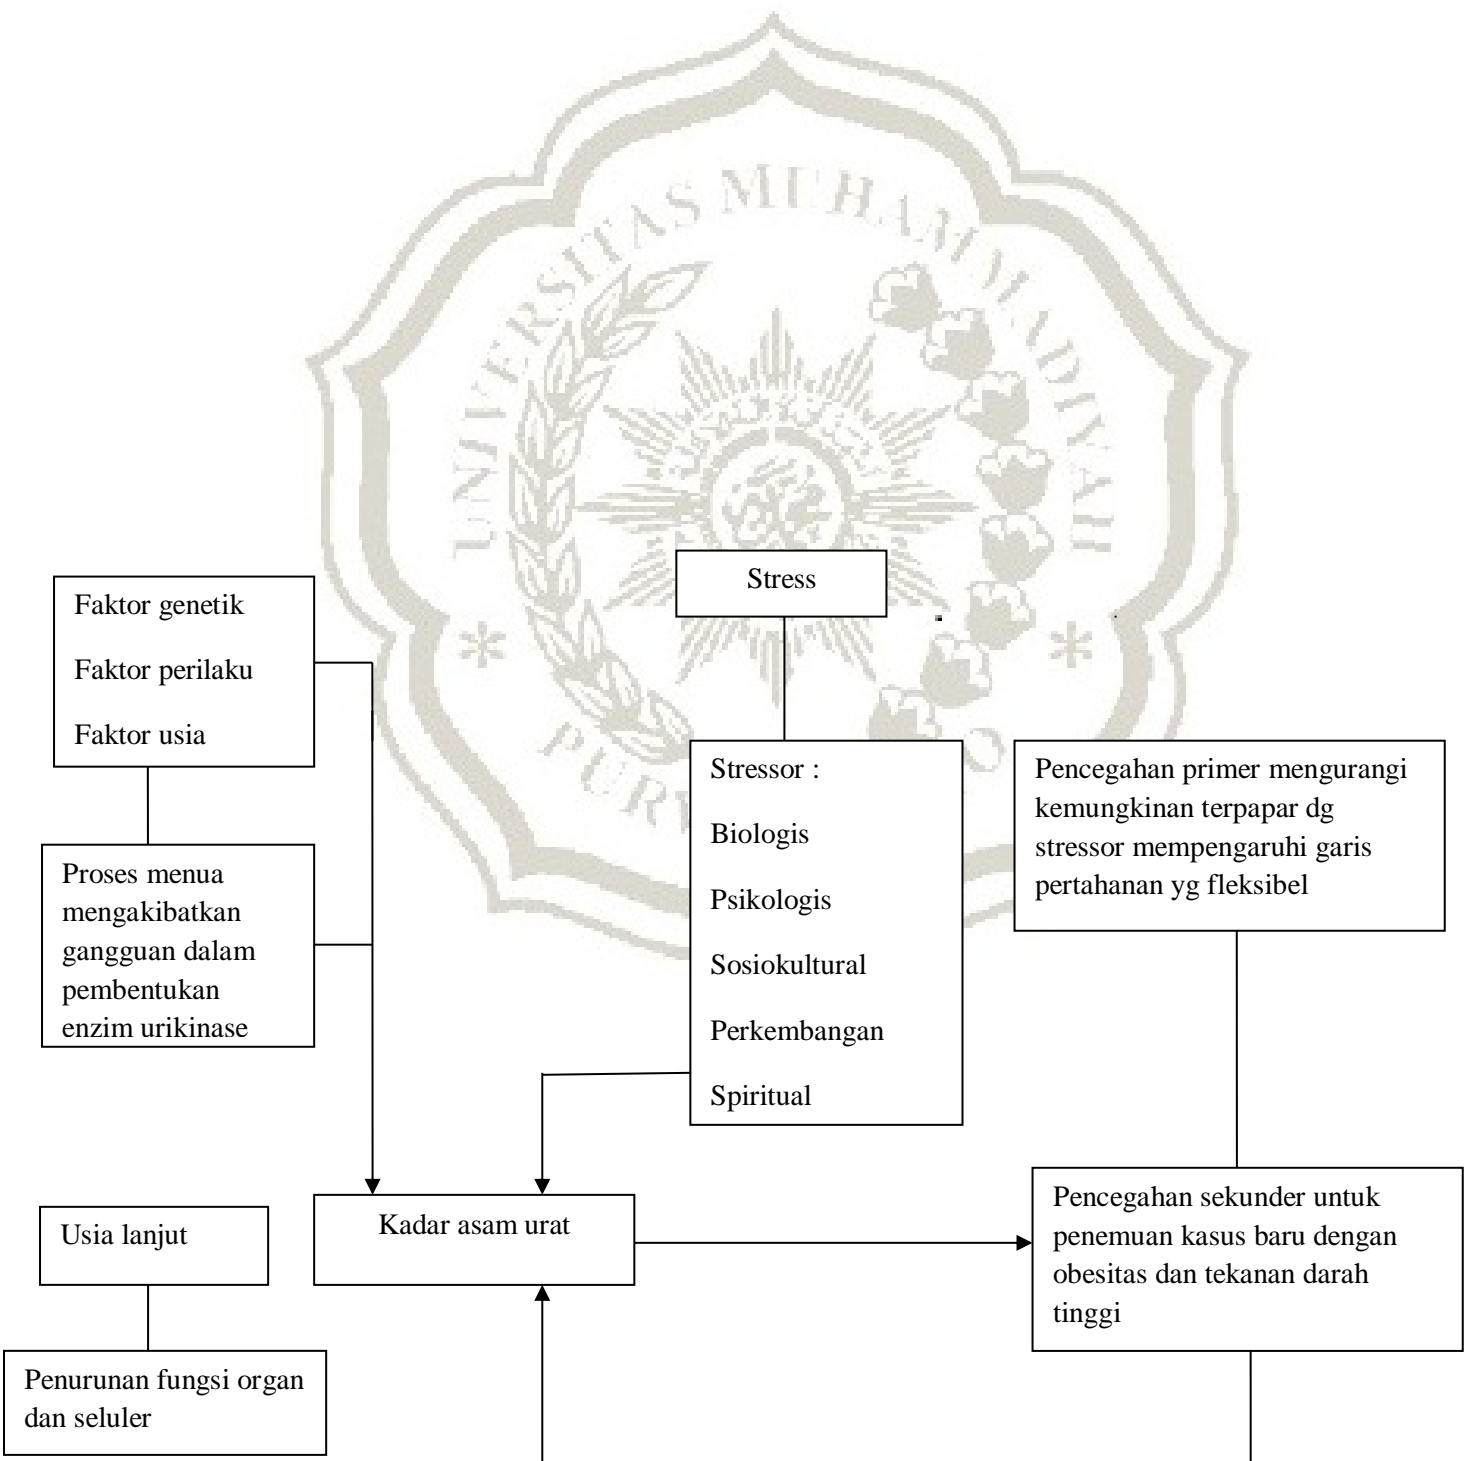 UNIVERSITAS MUHAMMADIYAH
Stress
Faktor genetik
Faktor perilaku
Faktor usia
Stressor :
Biologis
Psikologis
Sosiokultural
Perkembangan
Spiritual
Pencegahan primer mengurangi
kemungkinan terpapar dg
stressor mempengaruhi garis
pertahanan yg fleksibel
Proses menua
mengakibatkan
gangguan dalam
pembentukan
enzim urikinase
Kadar asam urat
Pencegahan sekunder untuk
penemuan kasus baru dengan
obesitas dan tekanan darah
tinggi
Usia lanjut
Penurunan fungsi organ
dan seluler